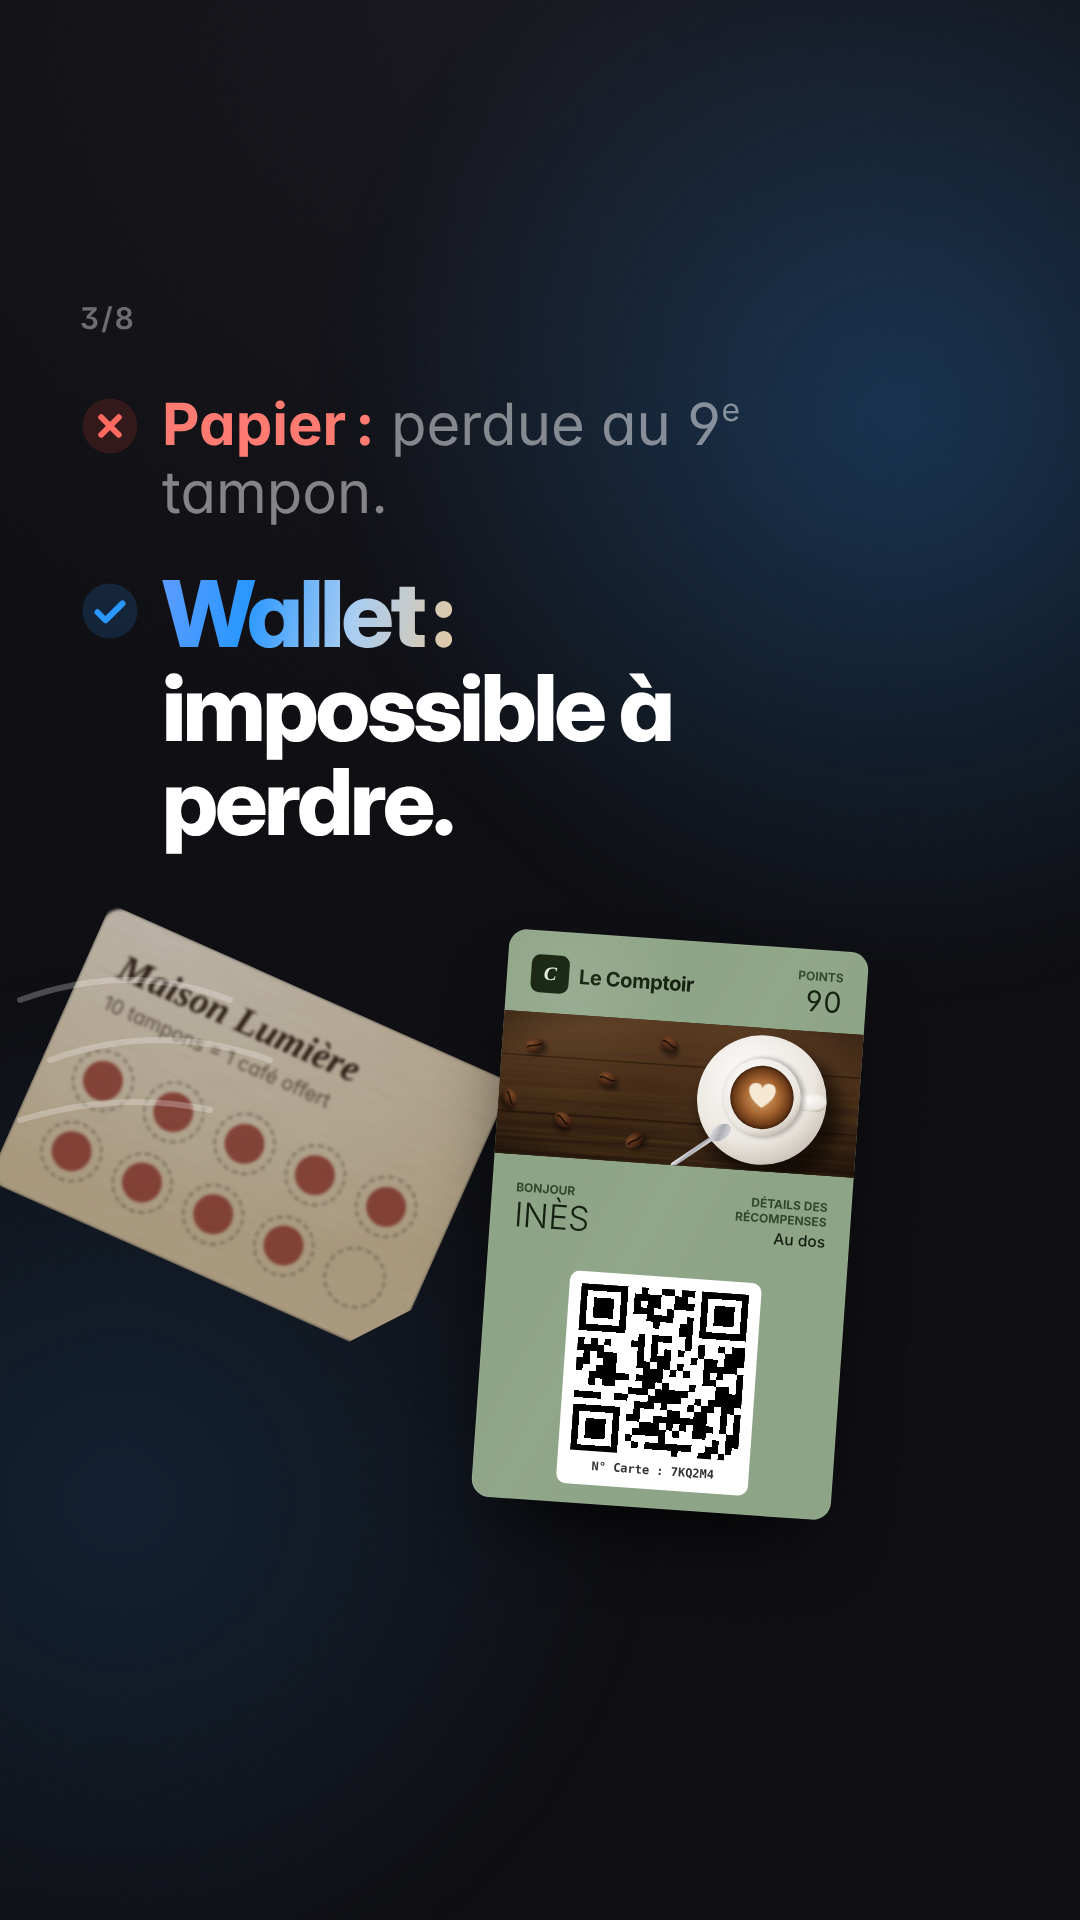 3/8
Papier : perdue au 9e
tampon.
Wallet :
impossible à
perdre.
Maison Lumière
10 tampons = 1 café offert
C Le Comptoir
POINTS
90
BONJOUR
INÈS
DÉTAILS DES
RÉCOMPENSES
Au dos
N° Carte : 7KQ2M4